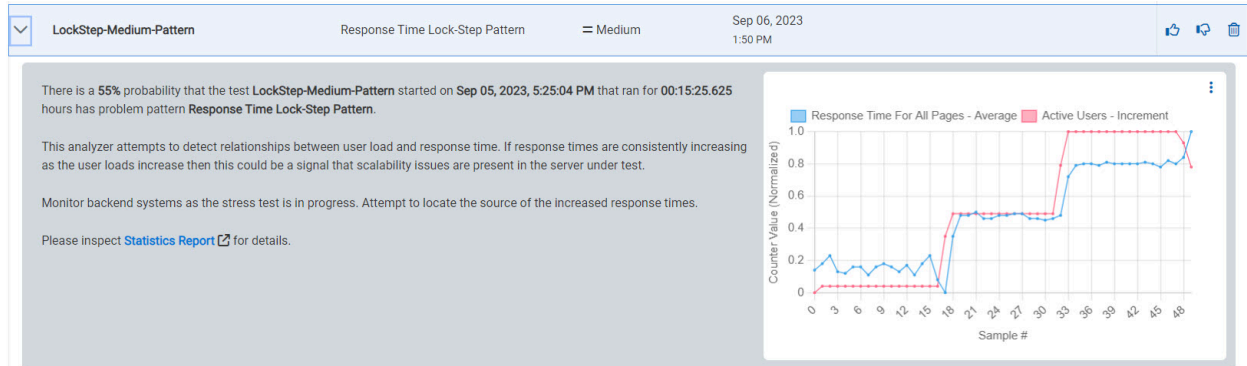 LockStep-Medium-Pattern Response Time Lock-Step Pattern = Medium Sep 06, 2023
1:50 PM
There is a 55% probability that the test LockStep-Medium-Pattern started on Sep 05, 2023, 5:25:04 PM that ran for 00:15:25.625
hours has problem pattern Response Time Lock-Step Pattern.
This analyzer attempts to detect relationships between user load and response time. If response times are consistently increasing
as the user loads increase then this could be a signal that scalability issues are present in the server under test.
Monitor backend systems as the stress test is in progress. Attempt to locate the source of the increased response times.
Please inspect Statistics Report for details.
Response Time For All Pages - Average Active Users - Increment
Counter Value (Normalized)
1.0
0.8
0.6
0.4
0.2
0
0 3 6 9 12 15 18 21 24 27 30 33 36 39 42 45 48
Sample #